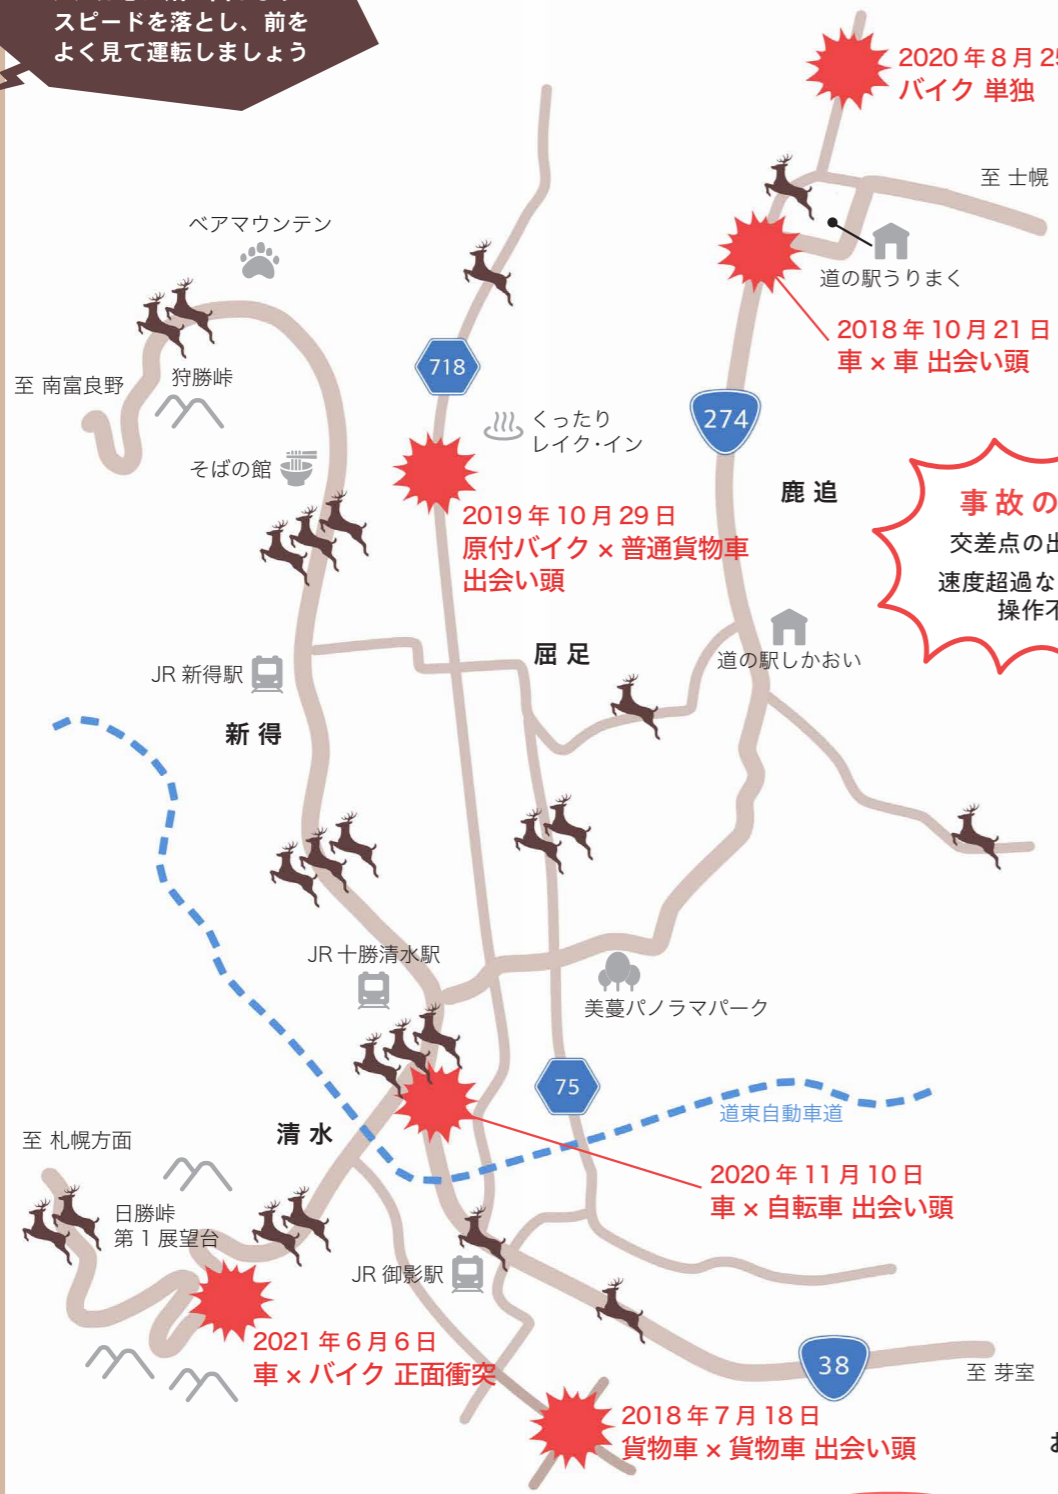 スピードを落とし、前を
よく見て運転しましょう
2020年8月25
バイク 単独
至 士幌
ベアマウンテン
道の駅うりまく
2018年10月21日
車×車 出会い頭
718
至 南富良野
狩勝峠
くったり
レイク・イン
274
そばの館
鹿追
事故の
交差点の出
速度超過な
操作不
2019年10月29日
原付バイク×普通貨物車
出会い頭
屈足
道の駅しかおい
JR新得駅
新得
JR十勝清水駅
美蔓パノラマパーク
75
道東自動車道
清水
至 札幌方面
2020年11月10日
車×自転車 出会い頭
日勝峠
第1展望台
JR御影駅
2021年6月6日
車×バイク 正面衝突
38
至 芽室
2018年7月18日
貨物車×貨物車 出会い頭
お